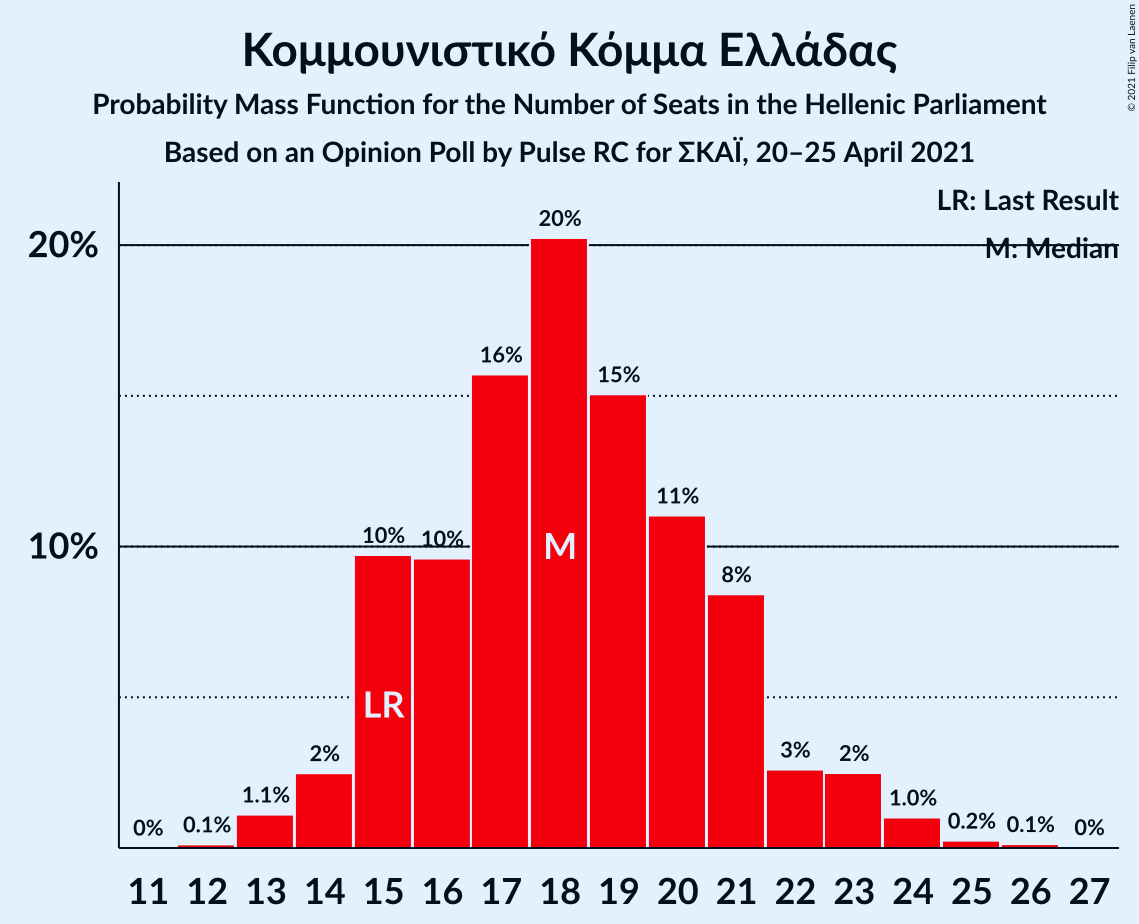 Κομμουνιστικό Κόμμα Ελλάδας
Probability Mass Function for the Number of Seats in the Hellenic Parliament
Based on an Opinion Poll by Pulse RC for ΣΚΑΪ, 20–25 April 2021
© 2021 Filip van Laenen
LR: Last Result
M: Median
20%
10%
0%
0.1%
1.1%
2%
10%
10%
16%
20%
15%
11%
8%
3%
2%
1.0%
0.2%
0.1%
0%
LR
M
11 12 13 14 15 16 17 18 19 20 21 22 23 24 25 26 27